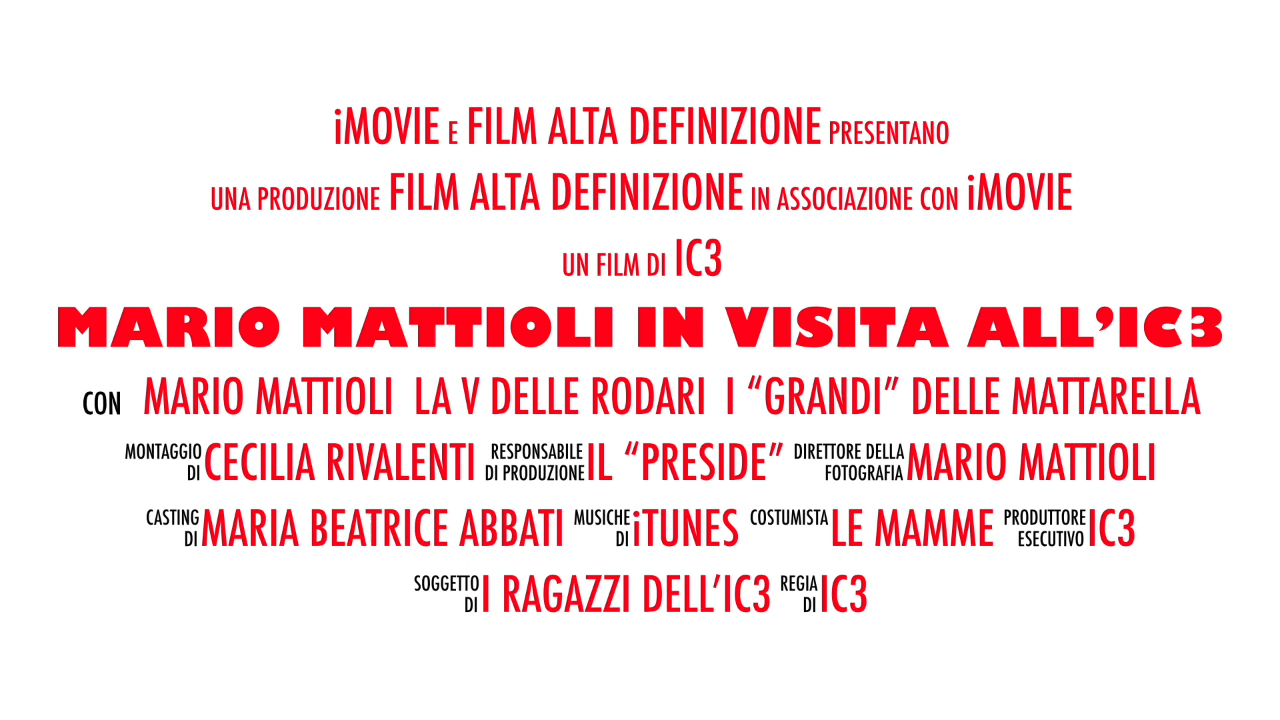 iMOVIE E FILM ALTA DEFINIZIONE PRESENTANO
UNA PRODUZIONE FILM ALTA DEFINIZIONE IN ASSOCIAZIONE CON iMOVIE
UN FILM DI IC3
MARIO MATTIOLI IN VISITA ALL’IC3
CON MARIO MATTIOLI LA V DELLE RODARI I “GRANDI” DELLE MATTARELLA
MONTAGGIO DI CECILIA RIVALENTI RESPONSABILE DI PRODUZIONE IL “PRESIDE” DIRETTORE DELLA FOTOGRAFIA MARIO MATTIOLI
CASTING DI MARIA BEATRICE ABBATI MUSICHE DI iTUNES COSTUMISTA LE MAMME PRODUTTORE ESECUTIVO IC3
SOGGETTO DI I RAGAZZI DELL’IC3 REGIA DI IC3